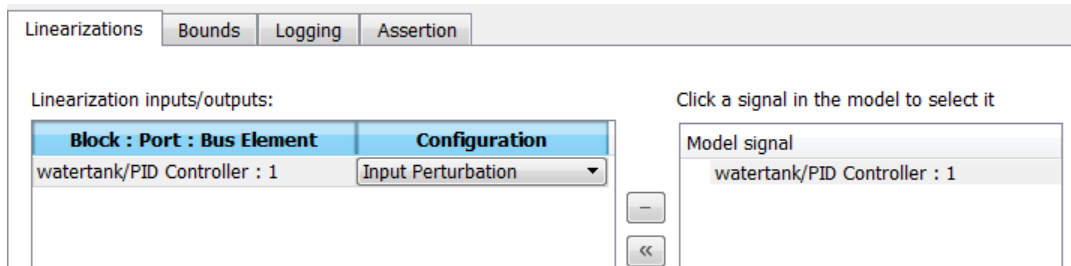 Linearizations Bounds Logging Assertion
Linearization inputs/outputs: Click a signal in the model to select it
Block : Port : Bus Element Configuration Model signal
watertank/PID Controller : 1 Input Perturbation watertank/PID Controller : 1
−
«